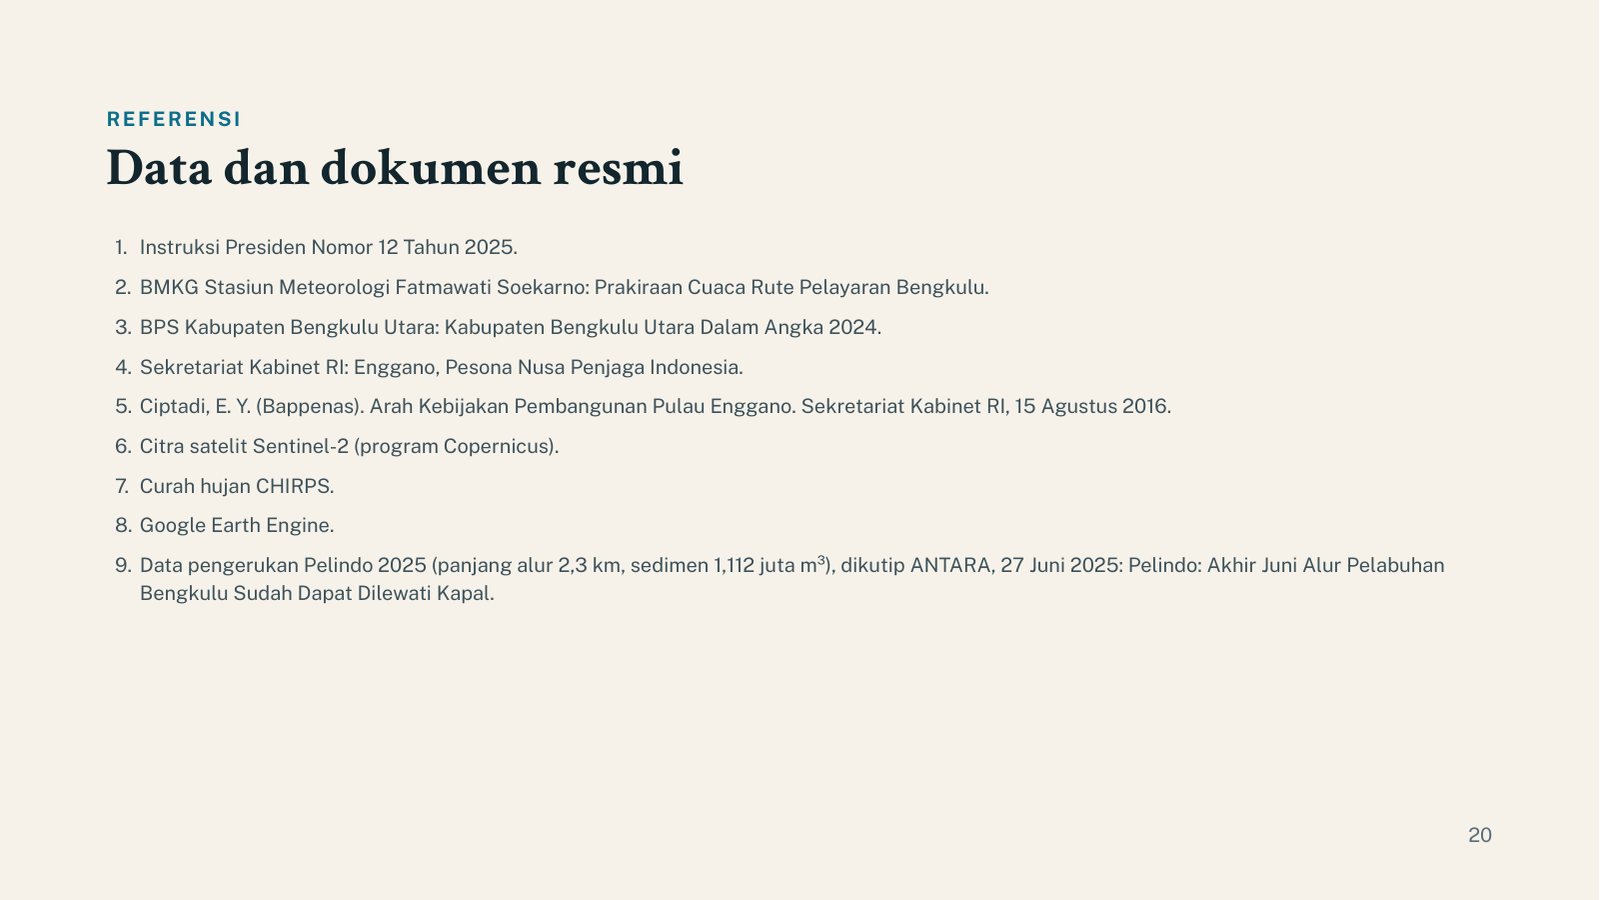 REFERENSI
Data dan dokumen resmi
1. Instruksi Presiden Nomor 12 Tahun 2025.
2. BMKG Stasiun Meteorologi Fatmawati Soekarno: Prakiraan Cuaca Rute Pelayaran Bengkulu.
3. BPS Kabupaten Bengkulu Utara: Kabupaten Bengkulu Utara Dalam Angka 2024.
4. Sekretariat Kabinet RI: Enggano, Pesona Nusa Penjaga Indonesia.
5. Ciptadi, E. Y. (Bappenas). Arah Kebijakan Pembangunan Pulau Enggano. Sekretariat Kabinet RI, 15 Agustus 2016.
6. Citra satelit Sentinel-2 (program Copernicus).
7. Curah hujan CHIRPS.
8. Google Earth Engine.
9. Data pengerukan Pelindo 2025 (panjang alur 2,3 km, sedimen 1,112 juta m³), dikutip ANTARA, 27 Juni 2025: Pelindo: Akhir Juni Alur Pelabuhan
Bengkulu Sudah Dapat Dilewati Kapal.
20